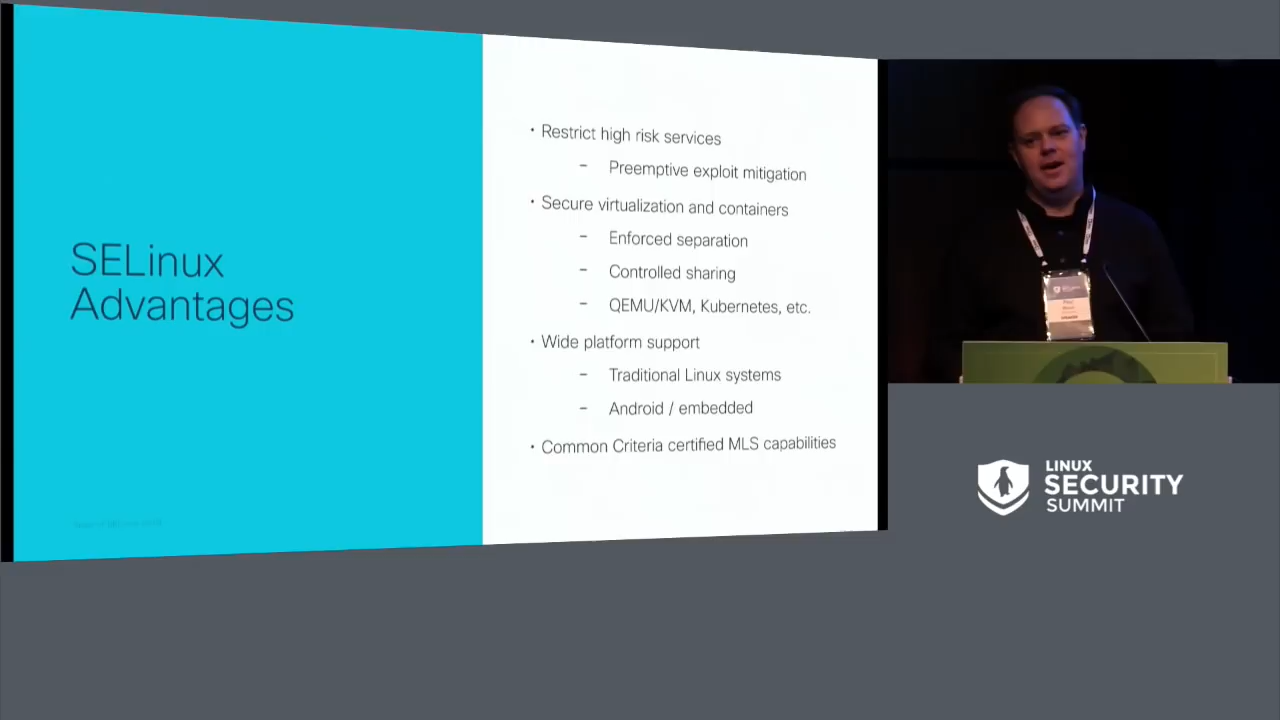 SELinux
Advantages
• Restrict high risk services
– Preemptive exploit mitigation
• Secure virtualization and containers
– Enforced separation
– Controlled sharing
– QEMU/KVM, Kubernetes, etc.
• Wide platform support
– Traditional Linux systems
– Android / embedded
• Common Criteria certified MLS capabilities
LINUX
SECURITY
SUMMIT